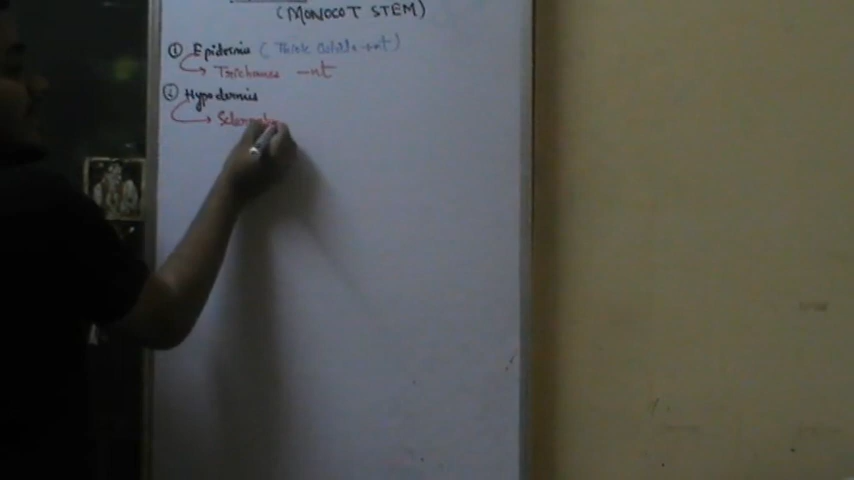 (MONOCOT STEM)
① Epidermis (Thick Cuticle -nt)
Trichomes -nt
② Hypodermis